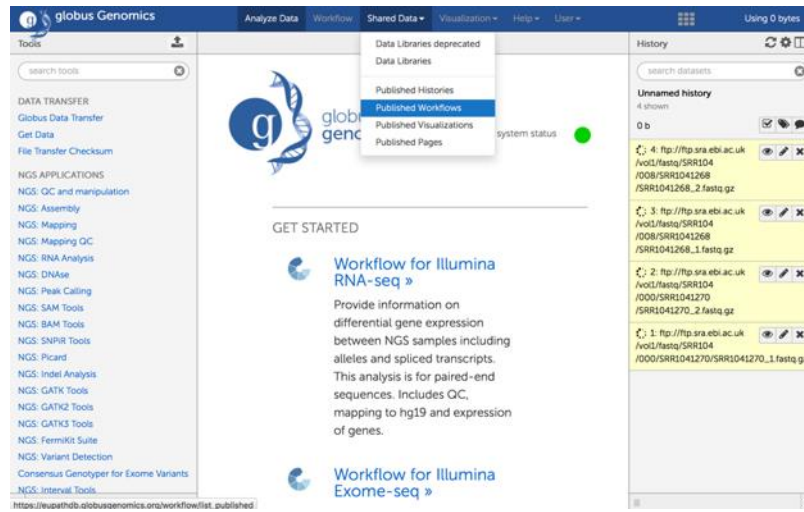 globus Genomics
Analyze Data Workflow Shared Data Visualization Help User Using 0 bytes
Tools
search tools
DATA TRANSFER
Globus Data Transfer
Get Data
File Transfer Checksum
NGS APPLICATIONS
NGS: QC and manipulation
NGS: Assembly
NGS: Mapping
NGS: Mapping QC
NGS: RNA Analysis
NGS: DNAse
NGS: Peak Calling
NGS: SAM Tools
NGS: BAM Tools
NGS: SNPiR Tools
NGS: Picard
NGS: Indel Analysis
NGS: GATK Tools
NGS: GATK2 Tools
NGS: GATK3 Tools
NGS: FermiKit Suite
NGS: Variant Detection
Consensus Genotyper for Exome Variants
NGS: Interval Tools
https://eupathdb.globusgenomics.org/workflow/list_published
Data Libraries deprecated
Data Libraries
Published Histories
Published Workflows
Published Visualizations
Published Pages
g
system status
GET STARTED
Workflow for Illumina
RNA-seq »
Provide information on
differential gene expression
between NGS samples including
alleles and spliced transcripts.
This analysis is for paired-end
sequences. Includes QC,
mapping to hg19 and expression
of genes.
Workflow for Illumina
Exome-seq »
History
search datasets
Unnamed history
4 shown
0 b
4: ftp://ftp.sra.ebi.ac.uk
/vol1/fastq/SRR104
/008/SRR1041268
/SRR1041268_2.fastq.gz
3: ftp://ftp.sra.ebi.ac.uk
/vol1/fastq/SRR104
/008/SRR1041268
/SRR1041268_1.fastq.gz
2: ftp://ftp.sra.ebi.ac.uk
/vol1/fastq/SRR104
/000/SRR1041270
/SRR1041270_2.fastq.gz
1: ftp://ftp.sra.ebi.ac.uk
/vol1/fastq/SRR104
/000/SRR1041270/SRR1041270_1.fastq.g